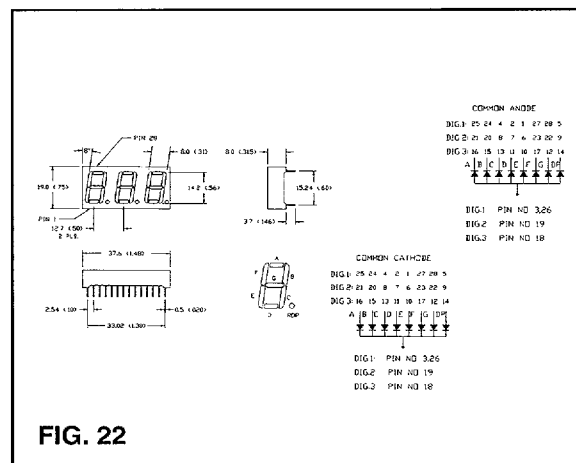 COMMON ANODE
DIG.1: 25 24 4 2 1 27 28 5
DIG 2: 21 20 8 7 6 23 22 9
DIG 3: 16 15 13 11 10 17 12 14
A B C D E F G DP
DIG.1 PIN NO 3,26
DIG.2 PIN NO 19
DIG.3 PIN NO 18
PIN 28
8°
8.0 (.31)
19.0 (.75)
14.2 (.56)
PIN 1
12.7 (.50)
2 PLS.
8.0 (.315)
15.24 (.60)
3.7 (.146)
37.6 (1.48)
2.54 (.10)
0.5 (.020)
33.02 (1.30)
A
F B
G
E C
D RDP
COMMON CATHODE
DIG.1: 25 24 4 2 1 27 28 5
DIG 2: 21 20 8 7 6 23 22 9
DIG 3: 16 15 13 11 10 17 12 14
A B C D E F G DP
DIG.1 PIN NO 3,26
DIG.2 PIN NO 19
DIG.3 PIN NO 18
FIG. 22